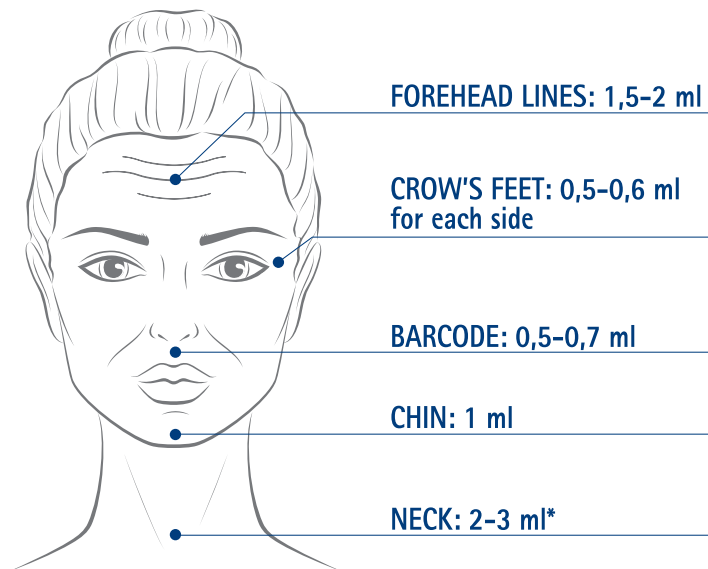 FOREHEAD LINES: 1,5–2 ml
CROW'S FEET: 0,5–0,6 ml
for each side
BARCODE: 0,5–0,7 ml
CHIN: 1 ml
NECK: 2–3 ml*